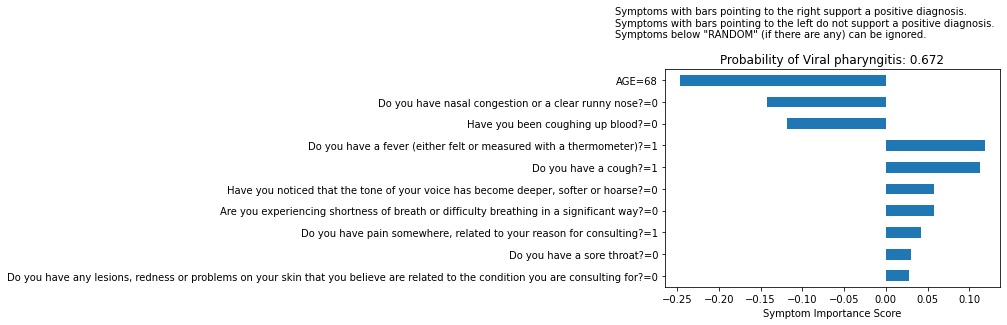 Symptoms with bars pointing to the right support a positive diagnosis.
Symptoms with bars pointing to the left do not support a positive diagnosis.
Symptoms below "RANDOM" (if there are any) can be ignored.
Probability of Viral pharyngitis: 0.672
AGE=68
Do you have nasal congestion or a clear runny nose?=0
Have you been coughing up blood?=0
Do you have a fever (either felt or measured with a thermometer)?=1
Do you have a cough?=1
Have you noticed that the tone of your voice has become deeper, softer or hoarse?=0
Are you experiencing shortness of breath or difficulty breathing in a significant way?=0
Do you have pain somewhere, related to your reason for consulting?=1
Do you have a sore throat?=0
Do you have any lesions, redness or problems on your skin that you believe are related to the condition you are consulting for?=0
−0.25 −0.20 −0.15 −0.10 −0.05 0.00 0.05 0.10
Symptom Importance Score